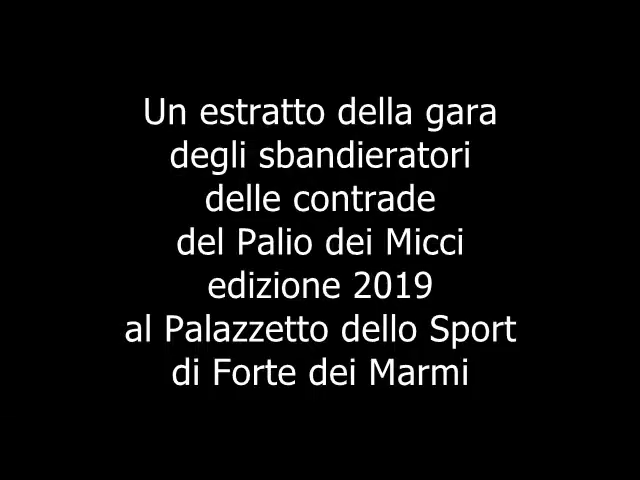 Un estratto della gara
degli sbandieratori
delle contrade
del Palio dei Micci
edizione 2019
al Palazzetto dello Sport
di Forte dei Marmi